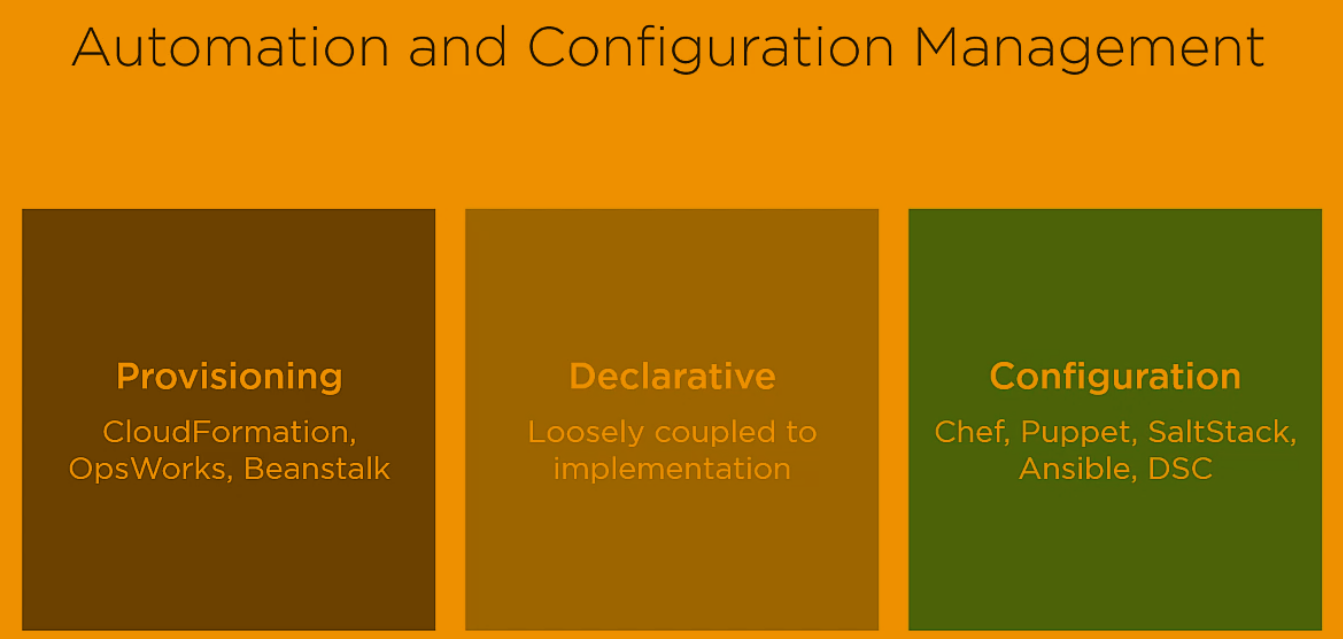 Automation and Configuration Management
Provisioning
CloudFormation,
OpsWorks, Beanstalk
Declarative
Loosely coupled to
implementation
Configuration
Chef, Puppet, SaltStack,
Ansible, DSC